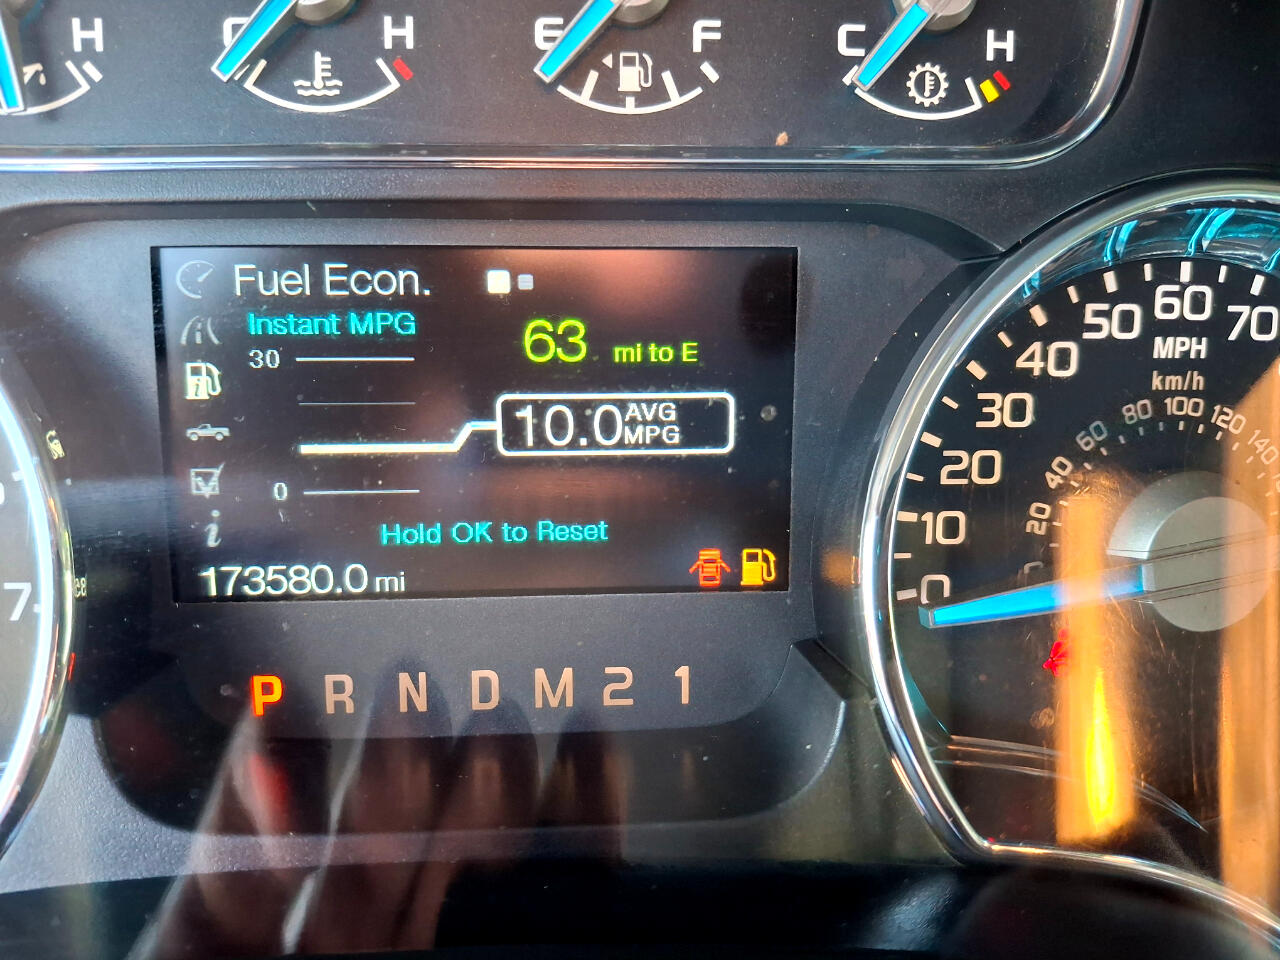 H
C H
E F
C H
Fuel Econ.
Instant MPG
30
63 mi to E
10.0 AVG MPG
0
Hold OK to Reset
173580.0 mi
P R N D M 2 1
7
0
10
20
30
40
50
60
70
MPH
km/h
20
40
60
80
100
120
140